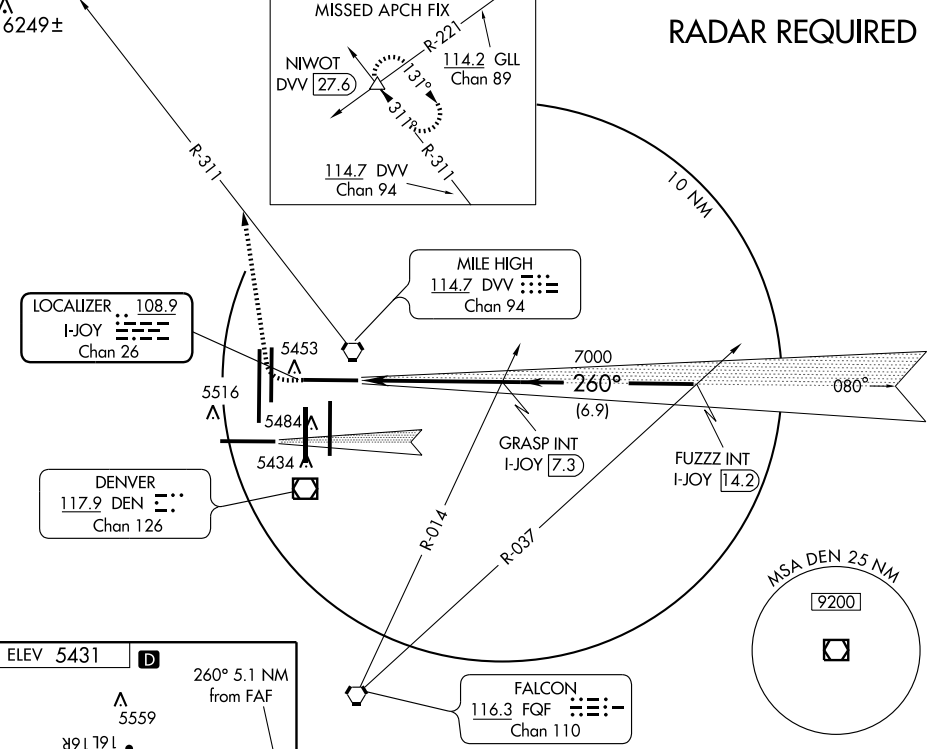 6249±
MISSED APCH FIX
RADAR REQUIRED
R-221
NIWOT
DVV 27.6
114.2 GLL
Chan 89
131°
311°
R-311
R-311
114.7 DVV
Chan 94
10 NM
MILE HIGH
114.7 DVV
Chan 94
LOCALIZER 108.9
I-JOY
Chan 26
5453
7000
260°
(6.9)
080°
5516
5484
5434
GRASP INT
I-JOY 7.3
FUZZZ INT
I-JOY 14.2
DENVER
117.9 DEN
Chan 126
R-014
R-037
MSA DEN 25 NM
9200
ELEV 5431 D
260° 5.1 NM
from FAF
5559
16L 16R
FALCON
116.3 FQF
Chan 110